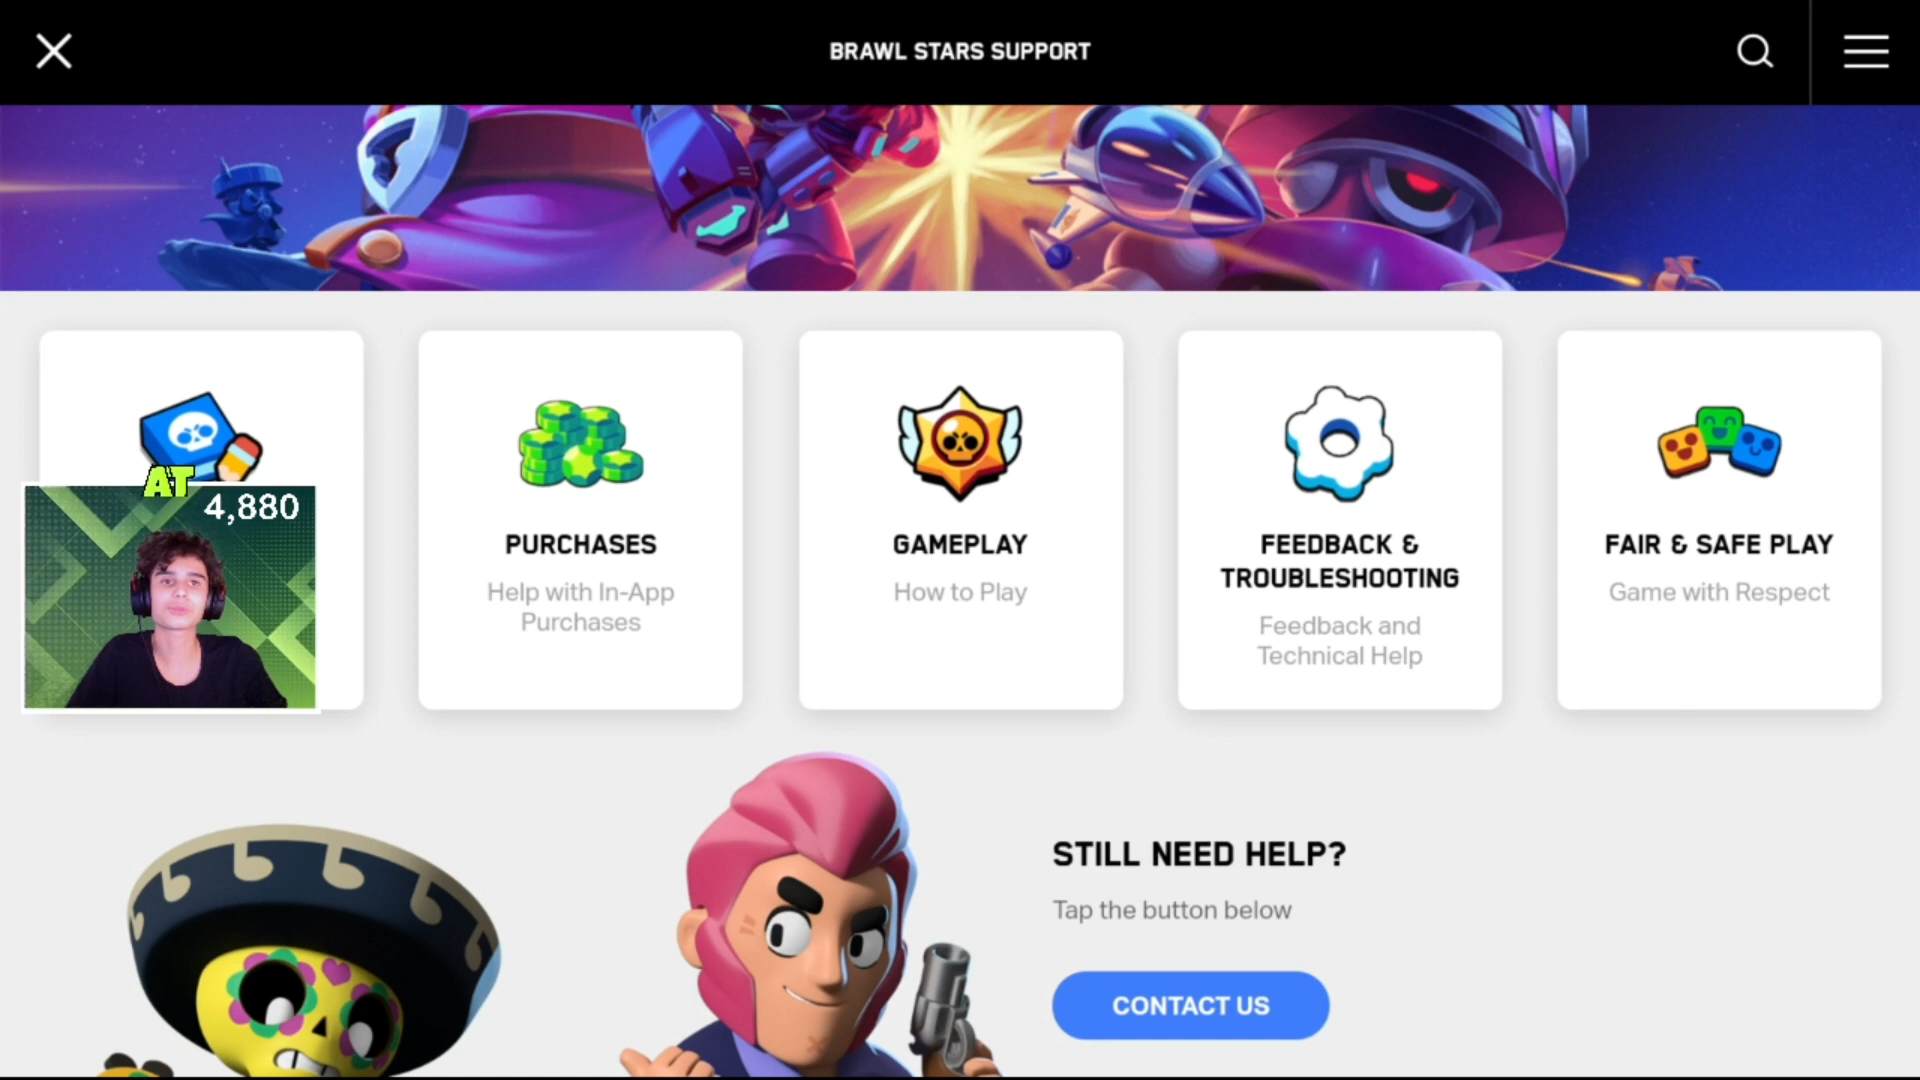 BRAWL STARS SUPPORT
AT
4,880
PURCHASES
Help with In-App
Purchases
GAMEPLAY
How to Play
FEEDBACK &
TROUBLESHOOTING
Feedback and
Technical Help
FAIR & SAFE PLAY
Game with Respect
STILL NEED HELP?
Tap the button below
CONTACT US